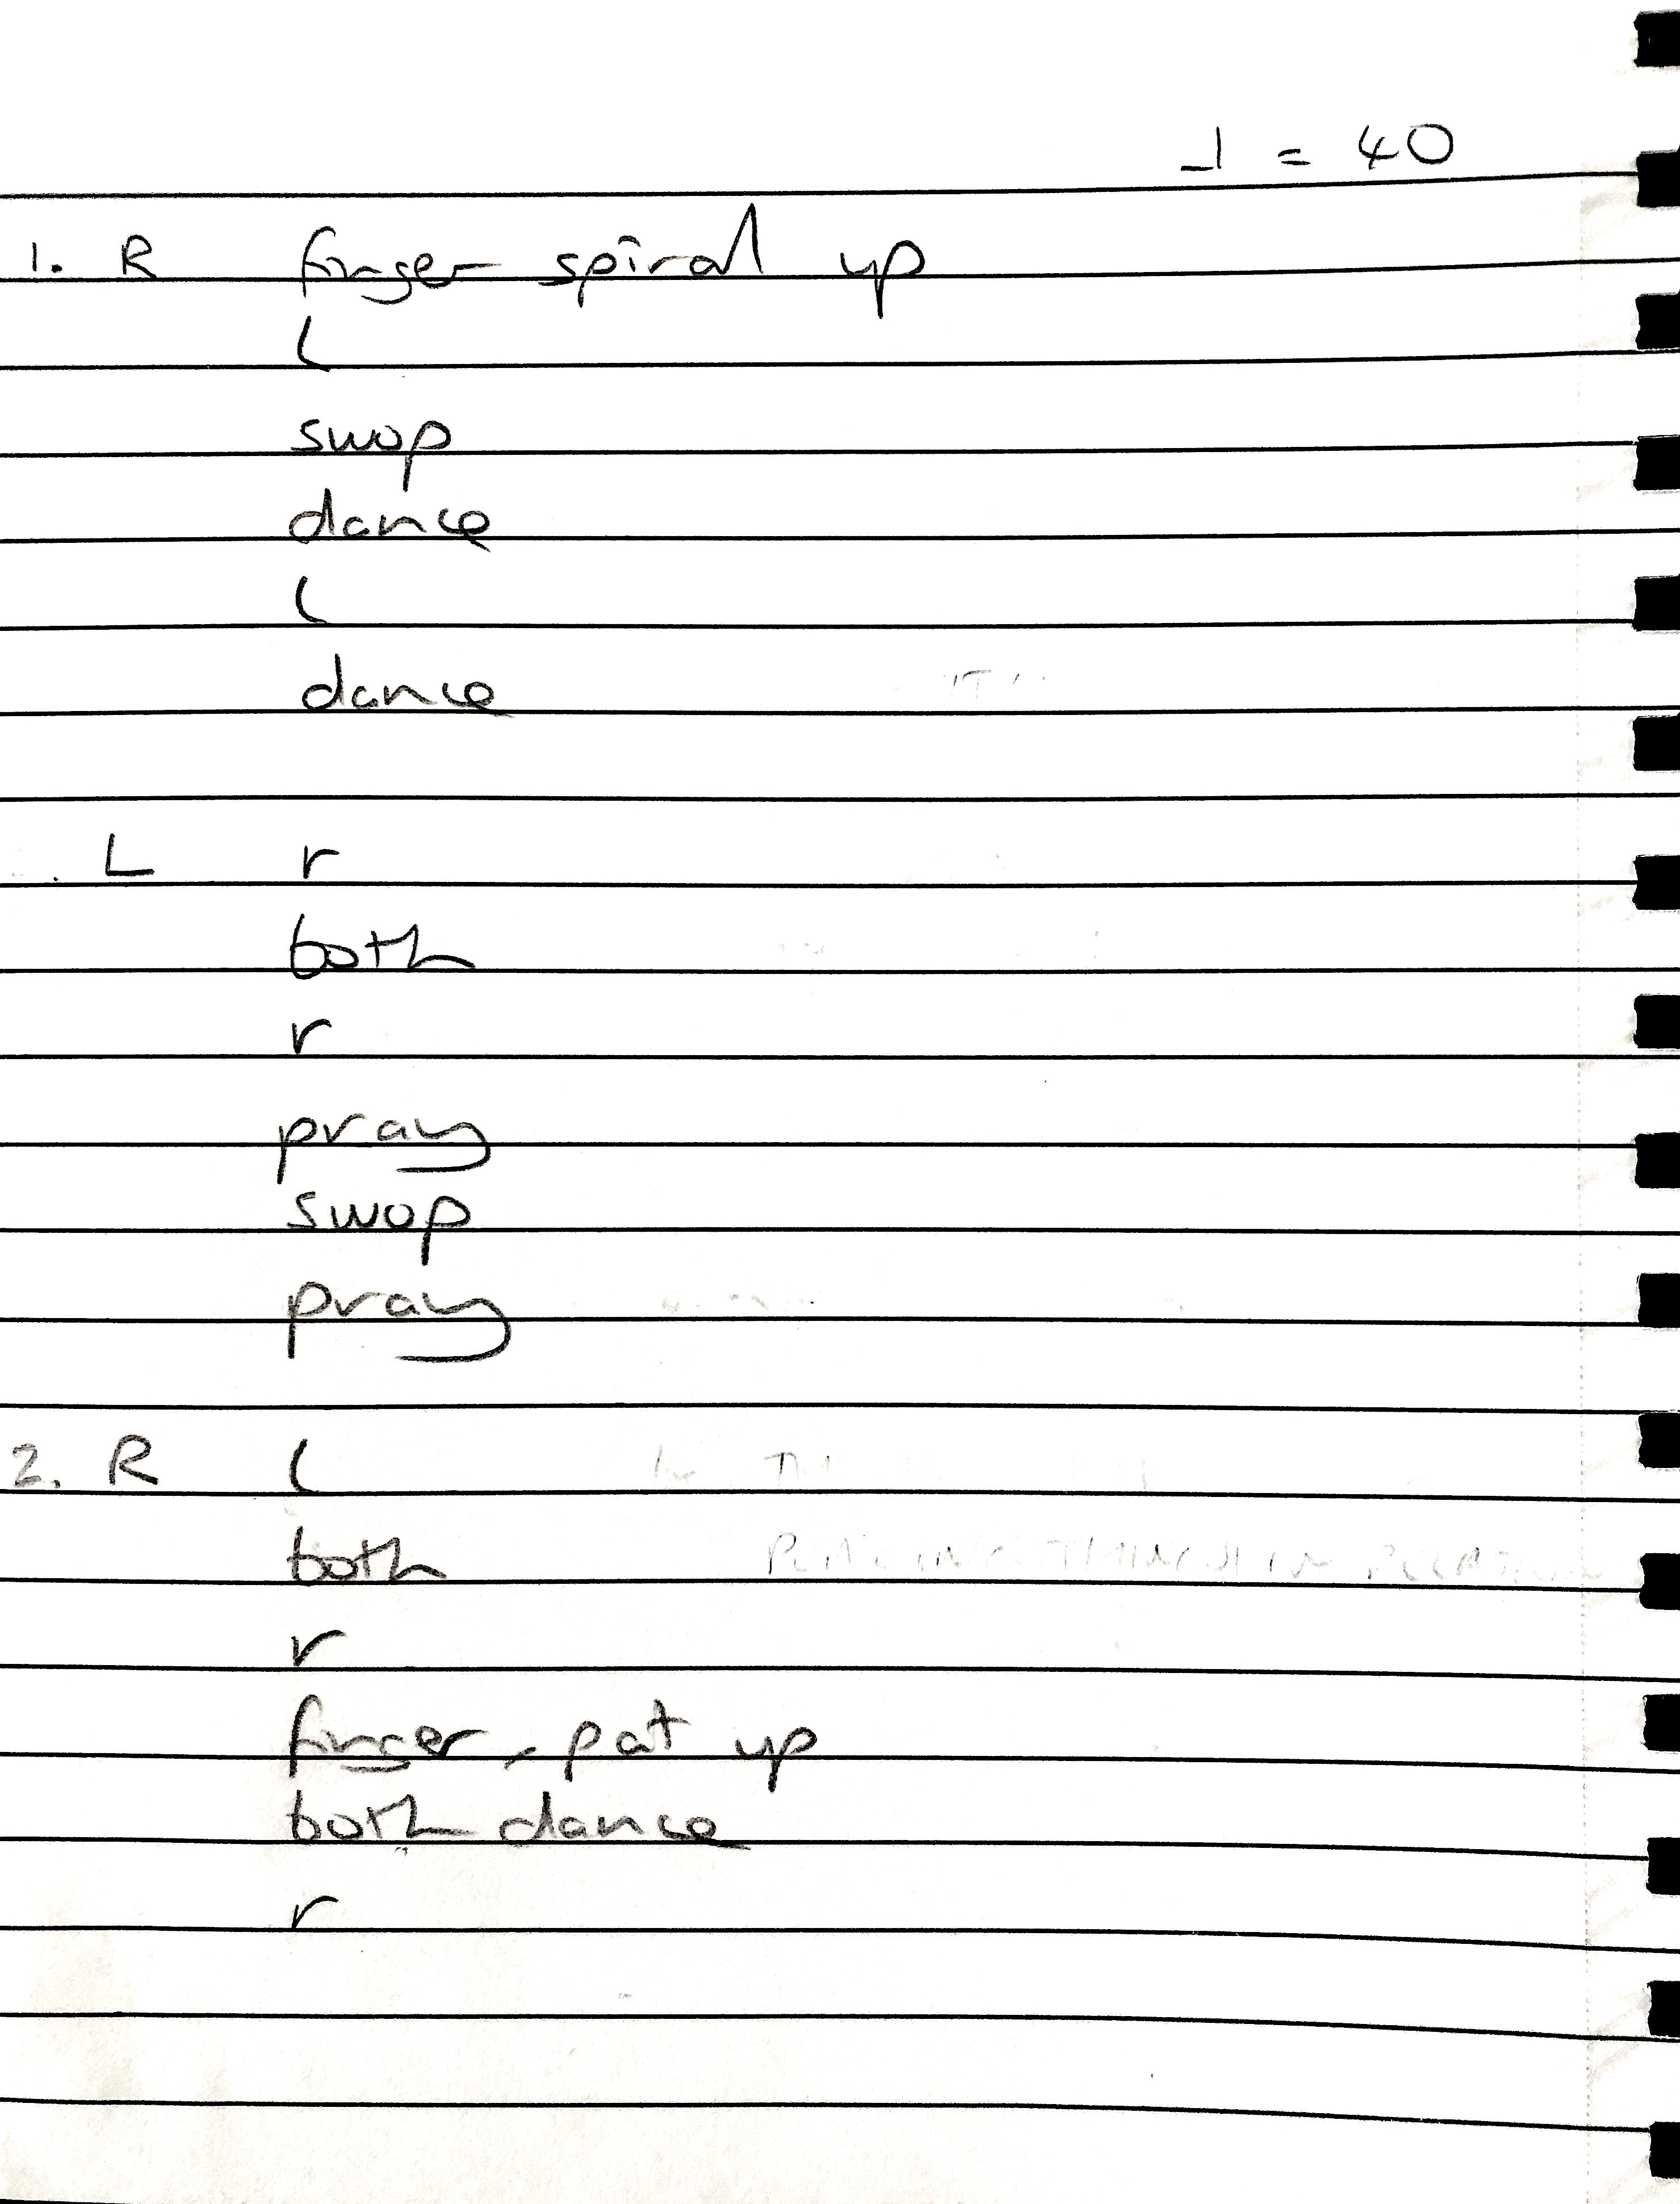 ♩ = 40
1. R finger spiral up
L
swop
dance
L
dance
. L r
both
r
pray
swop
pray
2. R L
both
r
finger - pat up
both dance
r